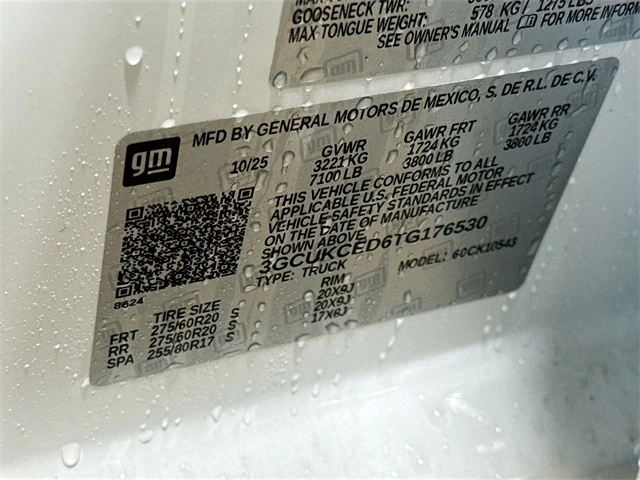 GOOSENECK TWR:
MAX TONGUE WEIGHT: 578 KG / 1275 LBS
SEE OWNER'S MANUAL FOR MORE INFORM
MFD BY GENERAL MOTORS DE MEXICO, S. DE R.L. DE C.V.
gm
10/25 GVWR GAWR FRT GAWR RR
3221 KG 1724 KG 1724 KG
7100 LB 3800 LB 3800 LB
THIS VEHICLE CONFORMS TO ALL
APPLICABLE U.S. FEDERAL MOTOR
VEHICLE SAFETY STANDARDS IN EFFECT
ON THE DATE OF MANUFACTURE
SHOWN ABOVE.
3GCUKCED6TG176530
TYPE: TRUCK MODEL: 60CK10543
8624
TIRE SIZE RIM
FRT 275/60R20 S 20X9J
RR 275/60R20 S 20X9J
SPA 255/80R17 S 17X8J